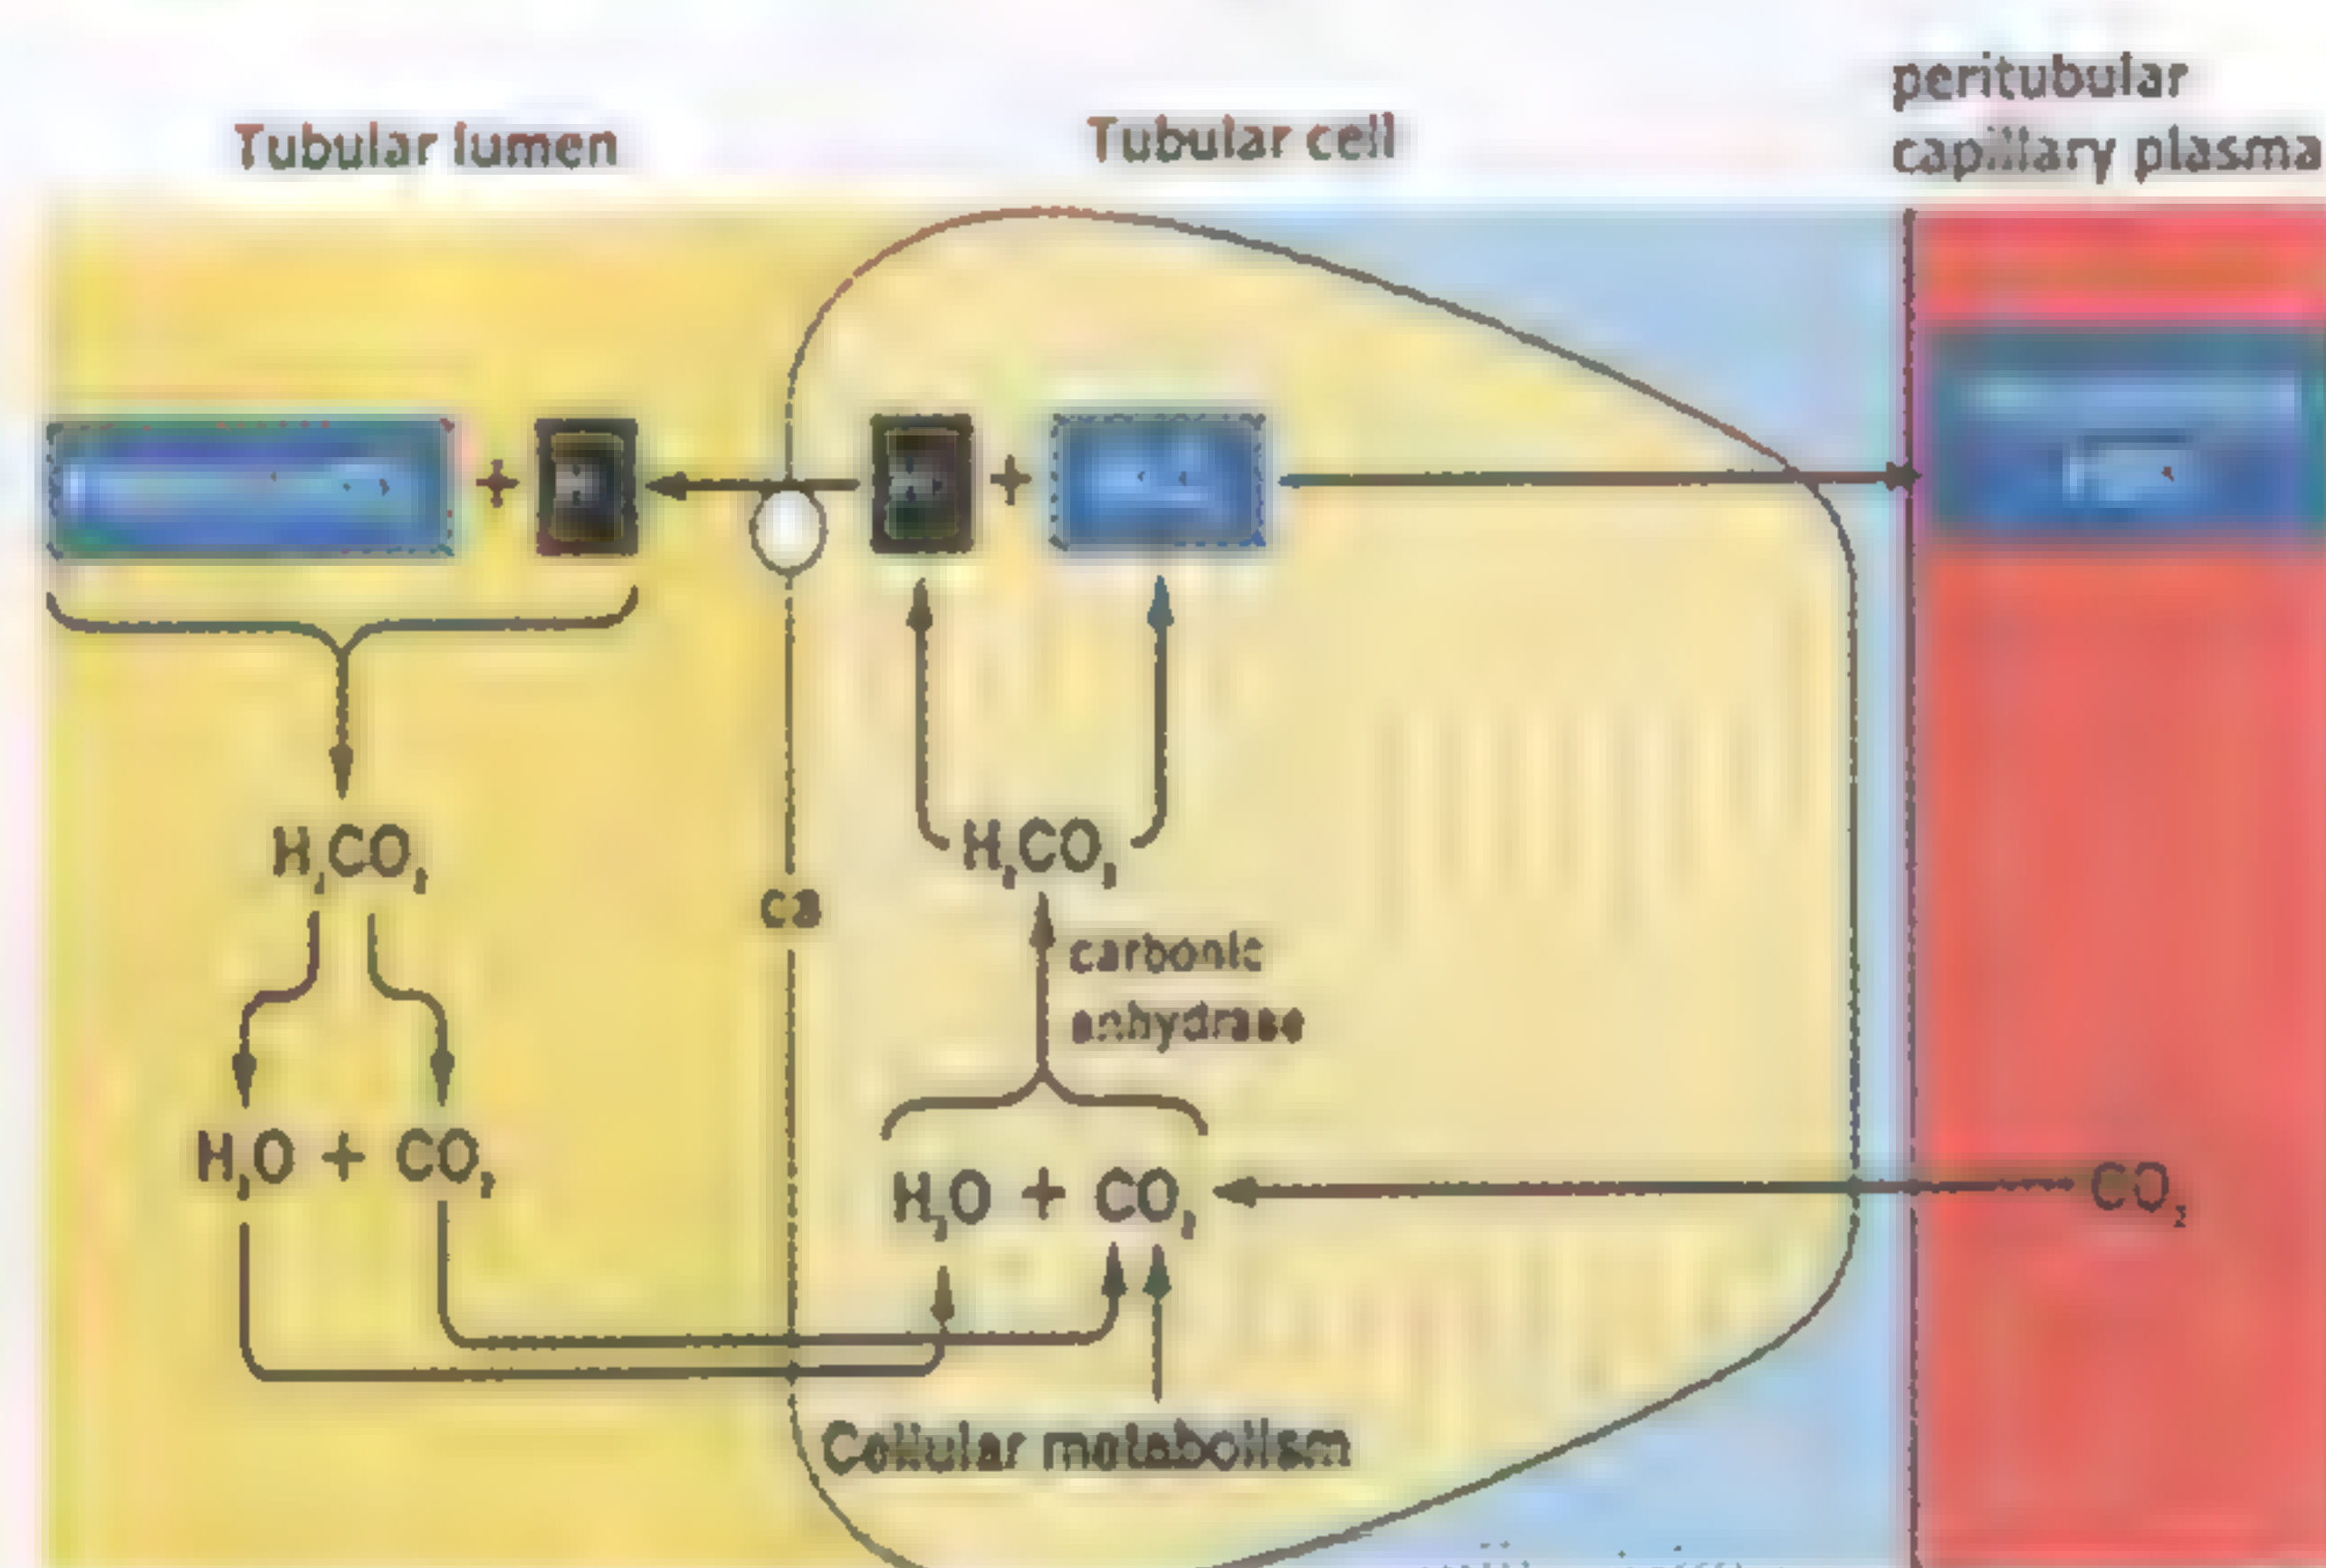 peritubular
Tubular lumen
Tubular cell
capillary plasma
+
+
H₂CO₃
H₂CO₃
ca
carbonic
anhydrase
H₂O + CO₂
H₂O + CO₂
CO₂
Cellular metabolism